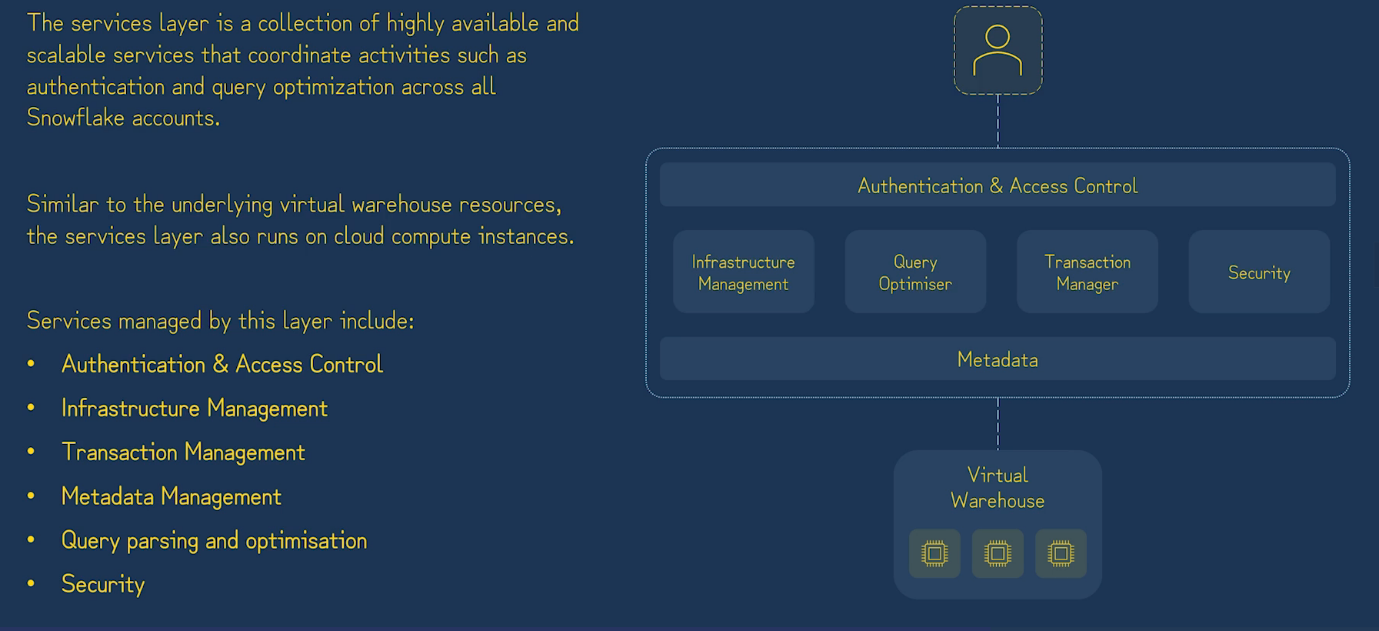 The services layer is a collection of highly available and
scalable services that coordinate activities such as
authentication and query optimization across all
Snowflake accounts.
Similar to the underlying virtual warehouse resources,
the services layer also runs on cloud compute instances.
Services managed by this layer include:
• Authentication & Access Control
• Infrastructure Management
• Transaction Management
• Metadata Management
• Query parsing and optimisation
• Security
Authentication & Access Control
Infrastructure
Management
Query
Optimiser
Transaction
Manager
Security
Metadata
Virtual
Warehouse